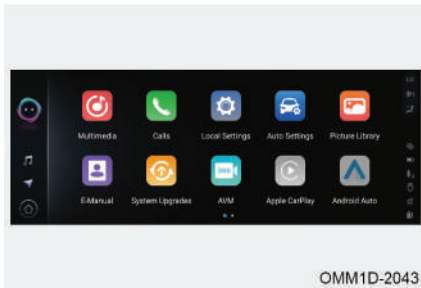 Multimedia
Calls
Local Settings
Auto Settings
Picture Library
E-Manual
System Upgrades
AVM
Apple CarPlay
Android Auto
OMM1D-2043